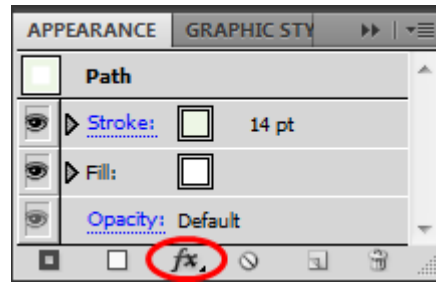 APPEARANCE GRAPHIC STY
Path
Stroke: 14 pt
Fill:
Opacity: Default
fx